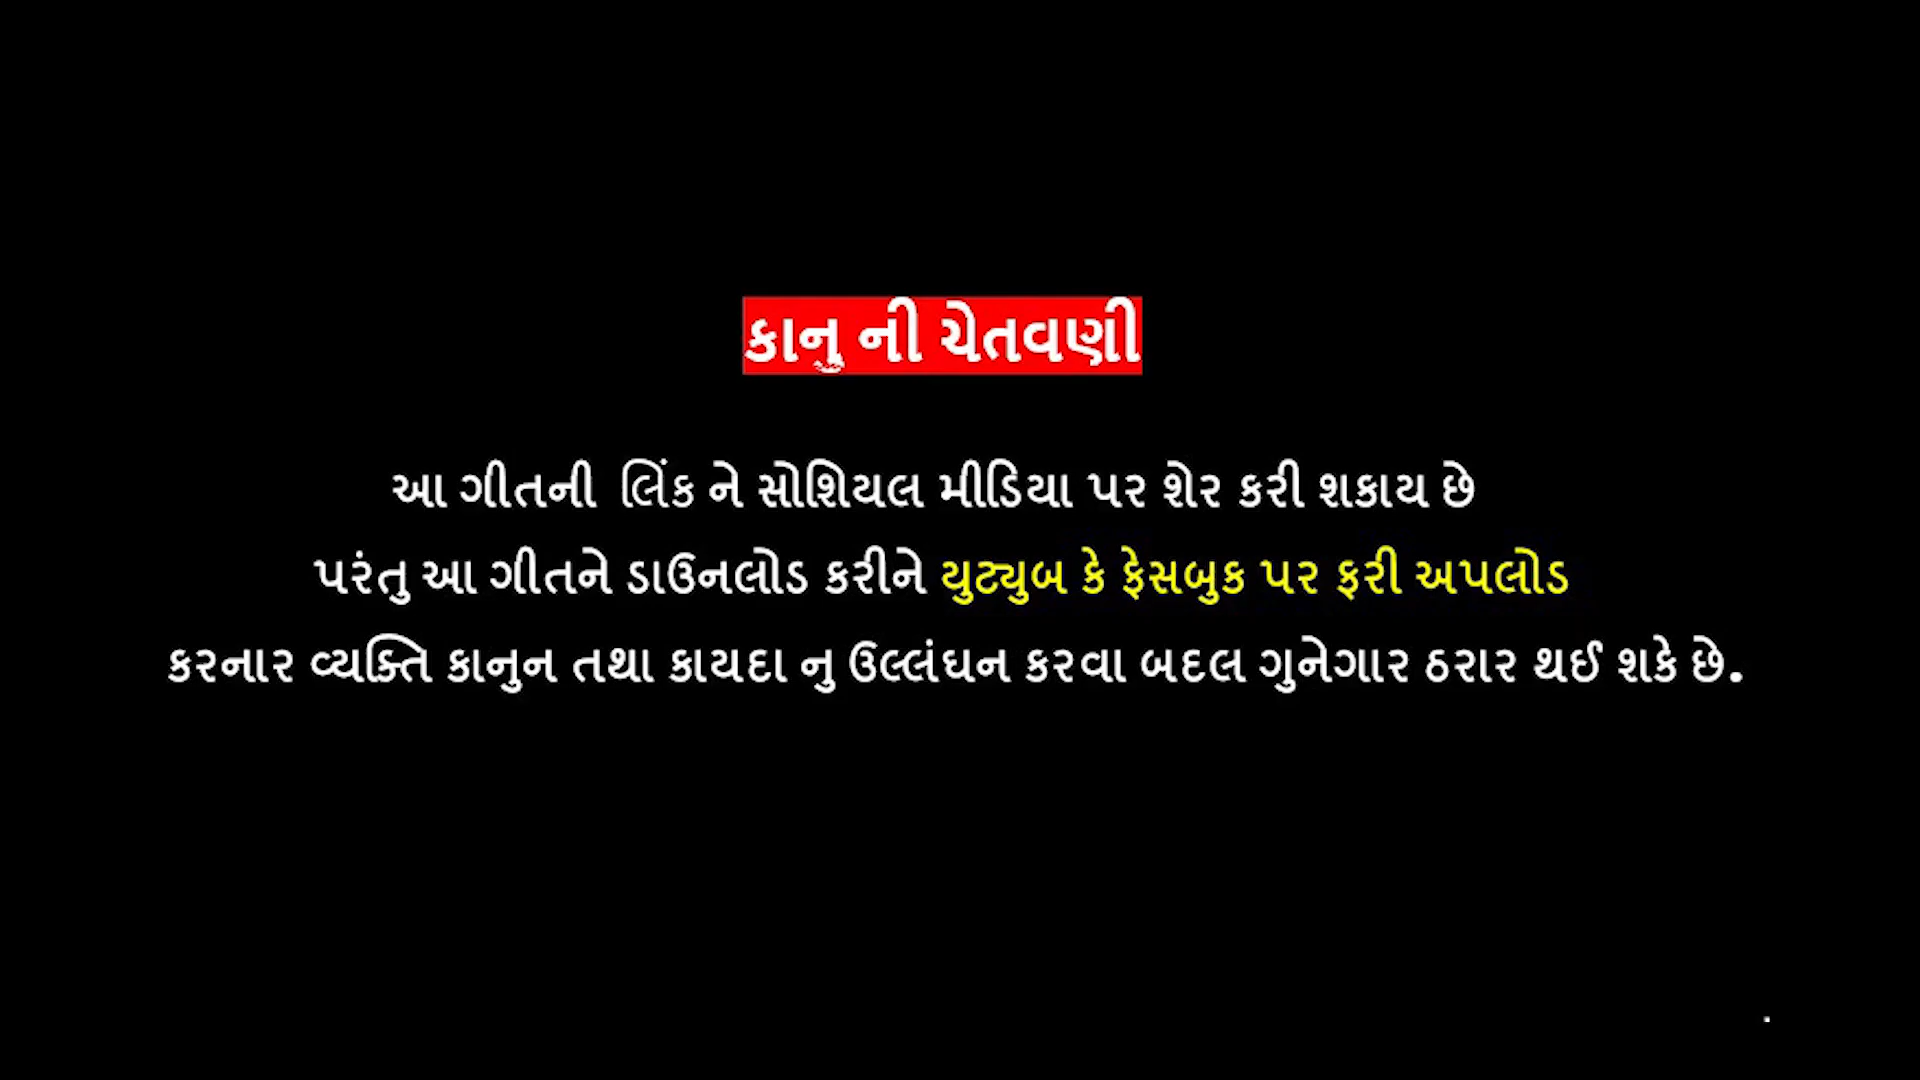 કાનુ ની ચેતવણી
આ ગીતની લિંક ને સોશિયલ મીડિયા પર શેર કરી શકાય છે
પરંતુ આ ગીતને ડાઉનલોડ કરીને યુટ્યુબ કે ફેસબુક પર ફરી અપલોડ
કરનાર વ્યક્તિ કાનુન તથા કાયદા નુ ઉલ્લંઘન કરવા બદલ ગુનેગાર ઠરાર થઈ શકે છે.